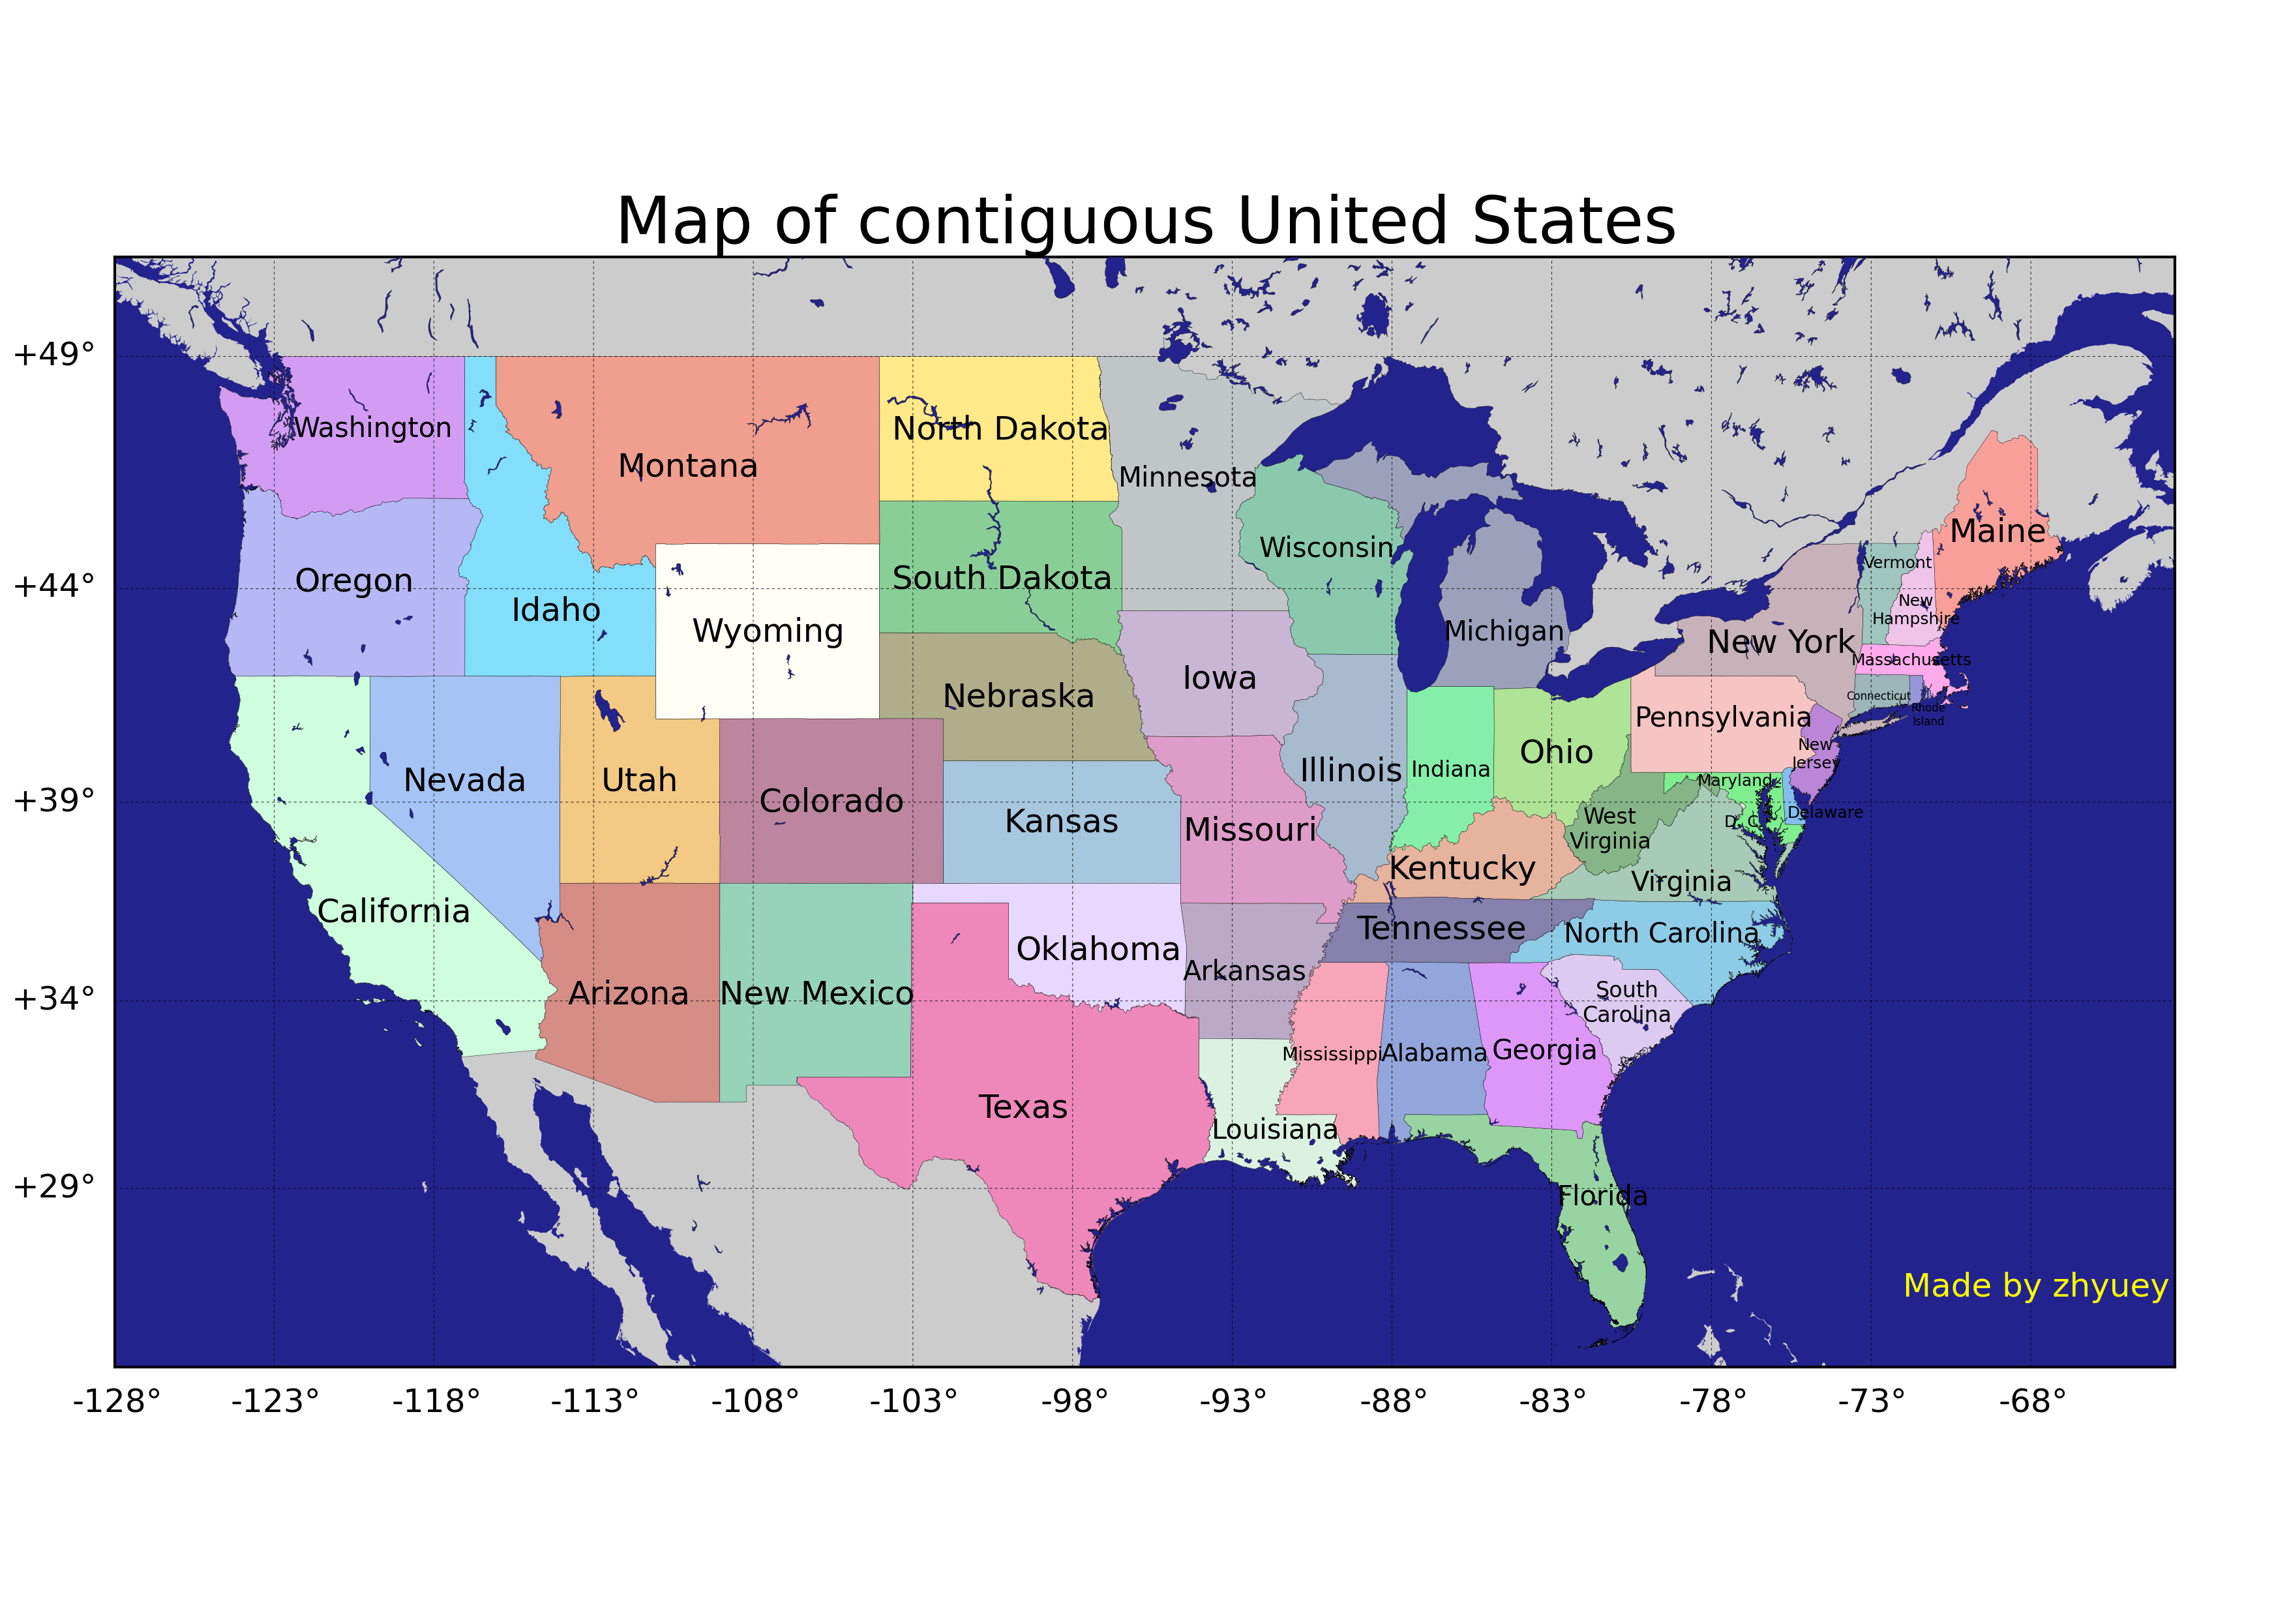 Map of contiguous United States
+49°
+44°
+39°
+34°
+29°
Washington
Montana
North Dakota
Minnesota
Maine
Oregon
Idaho
Wyoming
South Dakota
Wisconsin
Michigan
Vermont
New
Hampshire
New York
Massachusetts
Connecticut
Rhode
Island
Iowa
Nebraska
Pennsylvania
New
Jersey
Nevada
Utah
Colorado
Kansas
Missouri
Illinois
Indiana
Ohio
Maryland
Delaware
D. C.
West
Virginia
Virginia
Kentucky
California
Arizona
New Mexico
Oklahoma
Arkansas
Tennessee
North Carolina
South
Carolina
Texas
Louisiana
Mississippi
Alabama
Georgia
Florida
Made by zhyuey
-128°
-123°
-118°
-113°
-108°
-103°
-98°
-93°
-88°
-83°
-78°
-73°
-68°